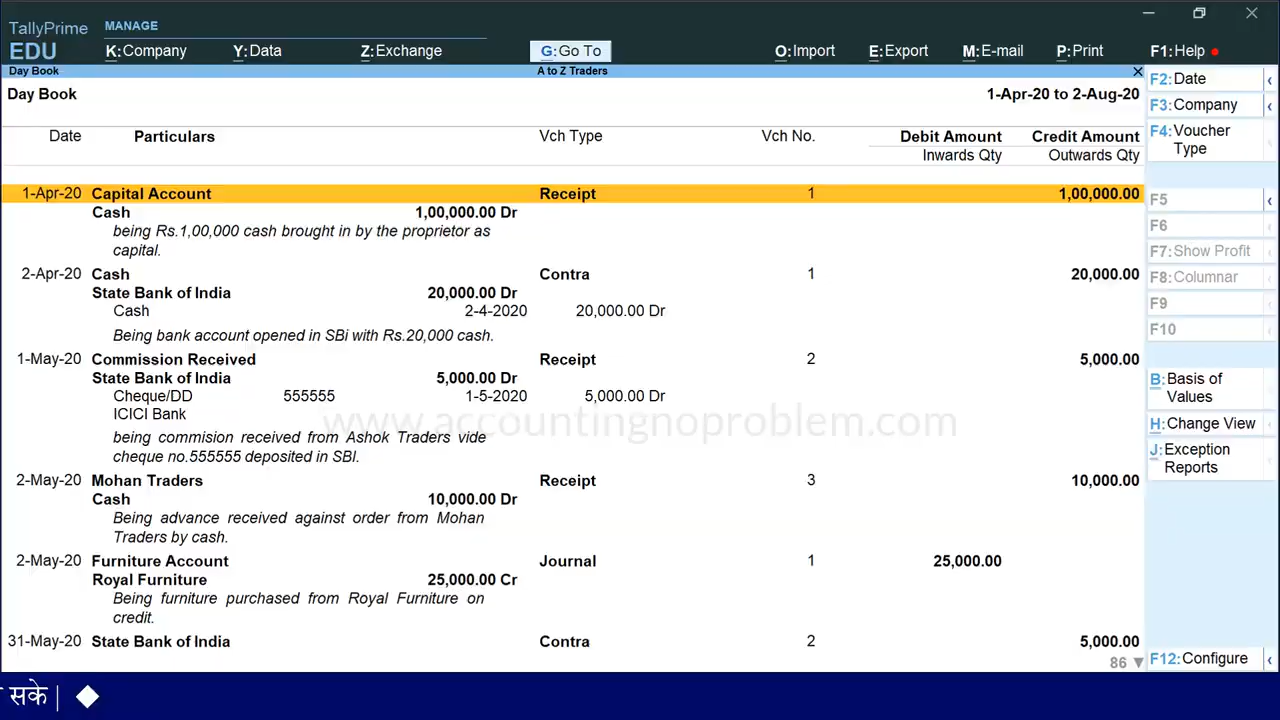 TallyPrime MANAGE
EDU K:Company Y:Data Z:Exchange G:Go To O:Import E:Export M:E-mail P:Print F1:Help
Day Book A to Z Traders
Day Book 1-Apr-20 to 2-Aug-20
Date Particulars Vch Type Vch No. Debit Amount Credit Amount
Inwards Qty Outwards Qty
1-Apr-20 Capital Account Receipt 1 1,00,000.00
Cash 1,00,000.00 Dr
being Rs.1,00,000 cash brought in by the proprietor as
capital.
2-Apr-20 Cash Contra 1 20,000.00
State Bank of India 20,000.00 Dr
Cash 2-4-2020 20,000.00 Dr
Being bank account opened in SBi with Rs.20,000 cash.
1-May-20 Commission Received Receipt 2 5,000.00
State Bank of India 5,000.00 Dr
Cheque/DD 555555 1-5-2020 5,000.00 Dr
ICICI Bank
www.accountingnoproblem.com
being commision received from Ashok Traders vide
cheque no.555555 deposited in SBI.
2-May-20 Mohan Traders Receipt 3 10,000.00
Cash 10,000.00 Dr
Being advance received against order from Mohan
Traders by cash.
2-May-20 Furniture Account Journal 1 25,000.00
Royal Furniture 25,000.00 Cr
Being furniture purchased from Royal Furniture on
credit.
31-May-20 State Bank of India Contra 2 5,000.00
86
F2:Date
F3:Company
F4:Voucher
Type
F5
F6
F7:Show Profit
F8:Columnar
F9
F10
B:Basis of
Values
H:Change View
J:Exception
Reports
F12:Configure
सके |